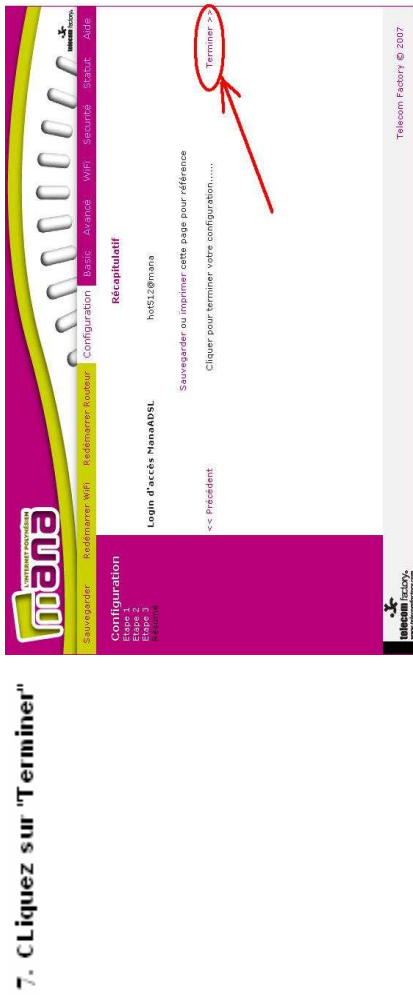 7. CLiquez sur "Terminer"
L'INTERNET POLYNÉSIEN
mana
telecom factory.
Sauvegarder Redémarrer WiFi Redémarrer Routeur Configuration Basic Avancé WiFi Securité Statut Aide
Configuration
Etape 1
Etape 2
Etape 3
Résumé
Récapitulatif
Login d'accès ManaADSL hot512@mana
Sauvegarder ou imprimer cette page pour référence
<< Précédent Cliquer pour terminer votre configuration...... Terminer >>
telecom factory.
Telecom Factory © 2007